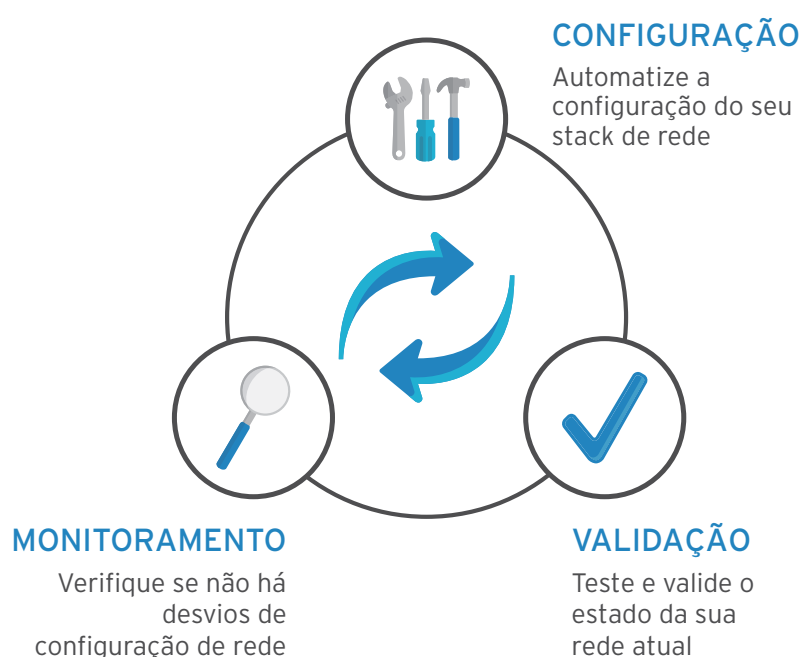 CONFIGURAÇÃO
Automatize a
configuração do seu
stack de rede
MONITORAMENTO
Verifique se não há
desvios de
configuração de rede
VALIDAÇÃO
Teste e valide o
estado da sua
rede atual